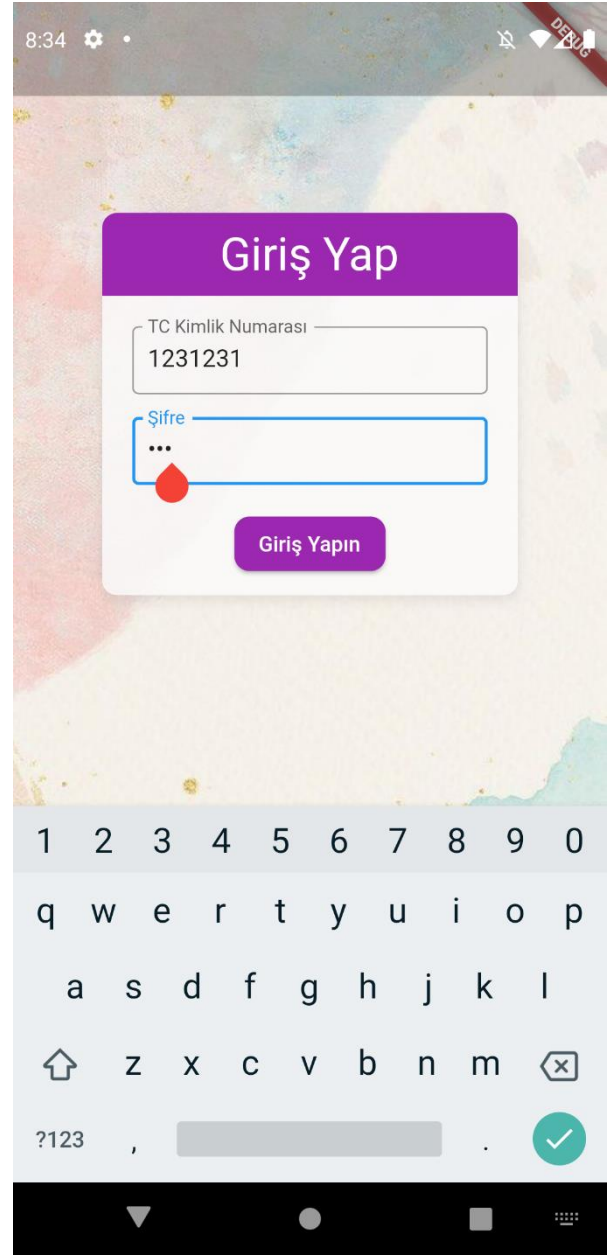 8:34
DEBUG
Giriş Yap
TC Kimlik Numarası
1231231
Şifre
•••
Giriş Yapın
1 2 3 4 5 6 7 8 9 0
q w e r t y u i o p
a s d f g h j k l
z x c v b n m
?123 , .